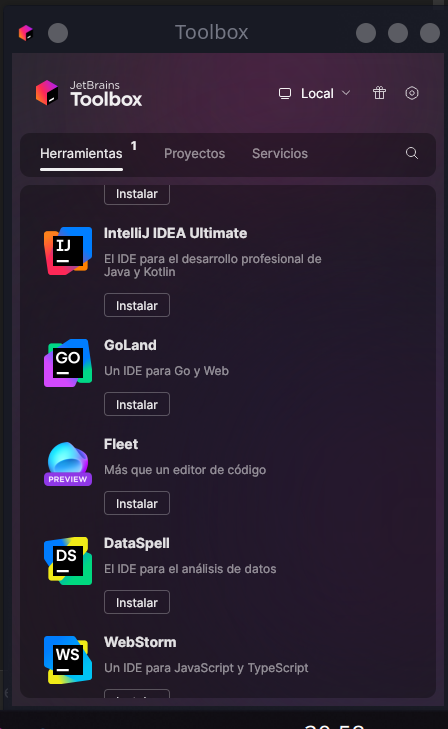 Toolbox
JetBrains
Toolbox
Local
Herramientas 1
Proyectos
Servicios
Instalar
IJ
IntelliJ IDEA Ultimate
El IDE para el desarrollo profesional de
Java y Kotlin
Instalar
GO
GoLand
Un IDE para Go y Web
Instalar
Fleet
PREVIEW
Más que un editor de código
Instalar
DS
DataSpell
El IDE para el análisis de datos
Instalar
WS
WebStorm
Un IDE para JavaScript y TypeScript